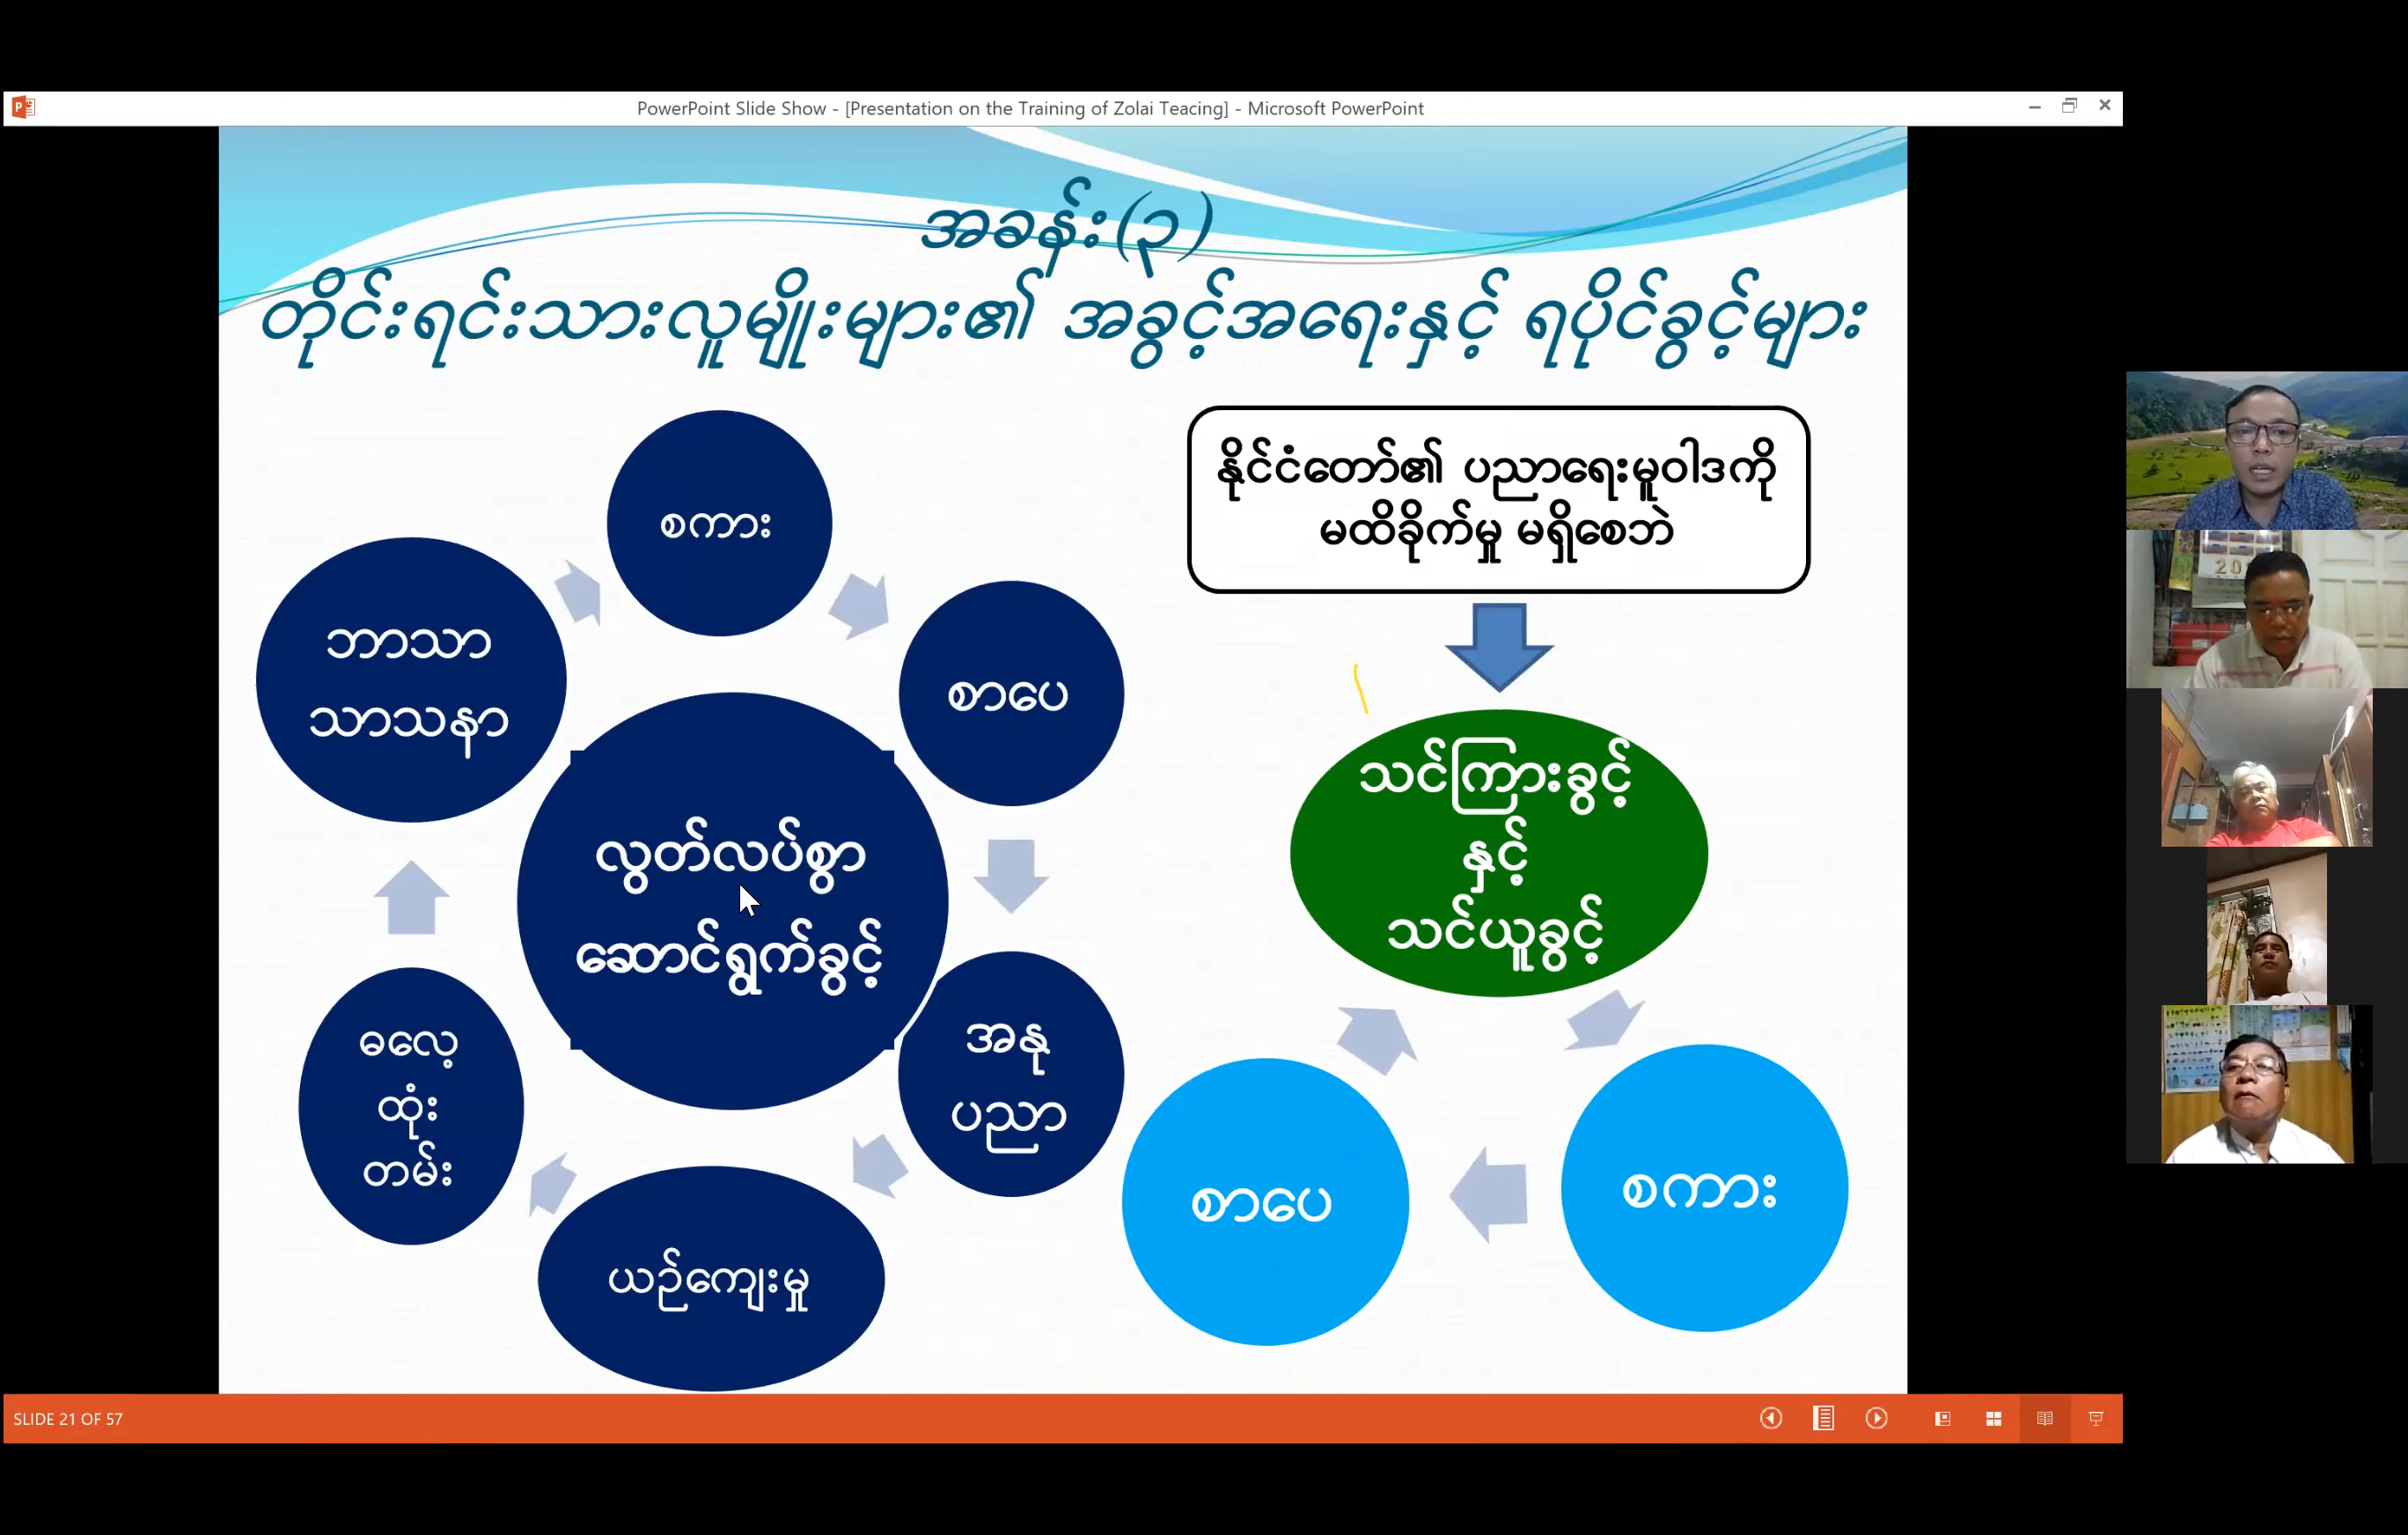 PowerPoint Slide Show - [Presentation on the Training of Zolai Teacing] - Microsoft PowerPoint
အခန်း(၃)
တိုင်းရင်းသားလူမျိုးများ၏ အခွင့်အရေးနှင့် ရပိုင်ခွင့်များ
စကား
စာပေ
အနု
ပညာ
ယဉ်ကျေးမှု
ဓလေ့
ထုံး
တမ်း
ဘာသာ
သာသနာ
လွတ်လပ်စွာ
ဆောင်ရွက်ခွင့်
နိုင်ငံတော်၏ ပညာရေးမူဝါဒကို
မထိခိုက်မှု မရှိစေဘဲ
သင်ကြားခွင့်
နှင့်
သင်ယူခွင့်
စကား
စာပေ
SLIDE 21 OF 57